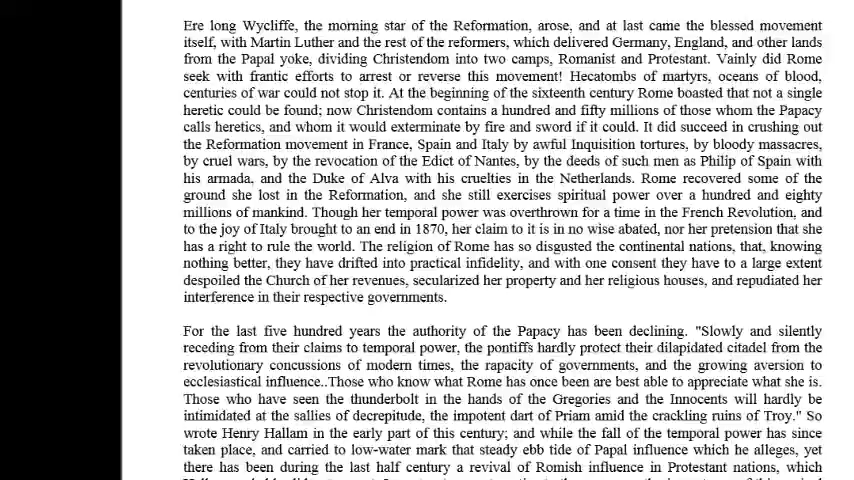 Ere long Wycliffe, the morning star of the Reformation, arose, and at last came the blessed movement
itself, with Martin Luther and the rest of the reformers, which delivered Germany, England, and other lands
from the Papal yoke, dividing Christendom into two camps, Romanist and Protestant. Vainly did Rome
seek with frantic efforts to arrest or reverse this movement! Hecatombs of martyrs, oceans of blood,
centuries of war could not stop it. At the beginning of the sixteenth century Rome boasted that not a single
heretic could be found; now Christendom contains a hundred and fifty millions of those whom the Papacy
calls heretics, and whom it would exterminate by fire and sword if it could. It did succeed in crushing out
the Reformation movement in France, Spain and Italy by awful Inquisition tortures, by bloody massacres,
by cruel wars, by the revocation of the Edict of Nantes, by the deeds of such men as Philip of Spain with
his armada, and the Duke of Alva with his cruelties in the Netherlands. Rome recovered some of the
ground she lost in the Reformation, and she still exercises spiritual power over a hundred and eighty
millions of mankind. Though her temporal power was overthrown for a time in the French Revolution, and
to the joy of Italy brought to an end in 1870, her claim to it is in no wise abated, nor her pretension that she
has a right to rule the world. The religion of Rome has so disgusted the continental nations, that, knowing
nothing better, they have drifted into practical infidelity, and with one consent they have to a large extent
despoiled the Church of her revenues, secularized her property and her religious houses, and repudiated her
interference in their respective governments.
For the last five hundred years the authority of the Papacy has been declining. "Slowly and silently
receding from their claims to temporal power, the pontiffs hardly protect their dilapidated citadel from the
revolutionary concussions of modern times, the rapacity of governments, and the growing aversion to
ecclesiastical influence..Those who know what Rome has once been are best able to appreciate what she is.
Those who have seen the thunderbolt in the hands of the Gregories and the Innocents will hardly be
intimidated at the sallies of decrepitude, the impotent dart of Priam amid the crackling ruins of Troy." So
wrote Henry Hallam in the early part of this century; and while the fall of the temporal power has since
taken place, and carried to low-water mark that steady ebb tide of Papal influence which he alleges, yet
there has been during the last half century a revival of Romish influence in Protestant nations, which